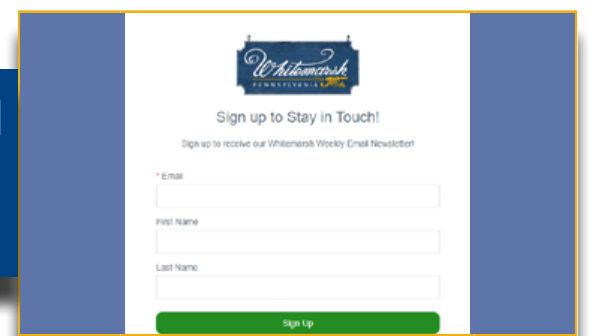 Whitemarsh
PENNSYLVANIA
Sign up to Stay in Touch!
Sign up to receive our Whitemarsh Weekly Email Newsletter!
* Email
First Name
Last Name
Sign Up